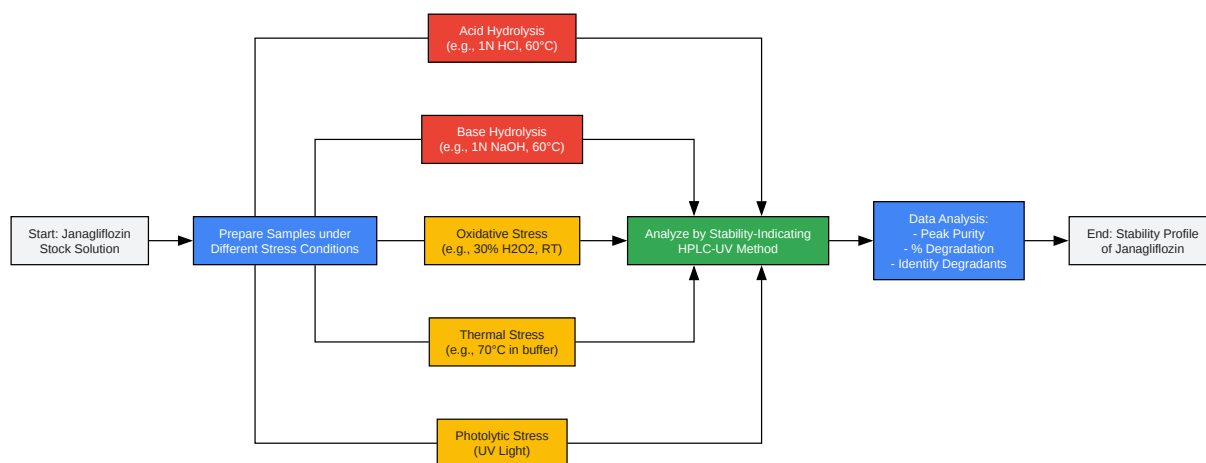 Acid Hydrolysis
(e.g., 1N HCl, 60°C)
Base Hydrolysis
(e.g., 1N NaOH, 60°C)
Start: Janagliflozin
Stock Solution
Prepare Samples under
Different Stress Conditions
Oxidative Stress
(e.g., 30% H2O2, RT)
Analyze by Stability-Indicating
HPLC-UV Method
Data Analysis:
- Peak Purity
- % Degradation
- Identify Degradants
End: Stability Profile
of Janagliflozin
Thermal Stress
(e.g., 70°C in buffer)
Photolytic Stress
(UV Light)